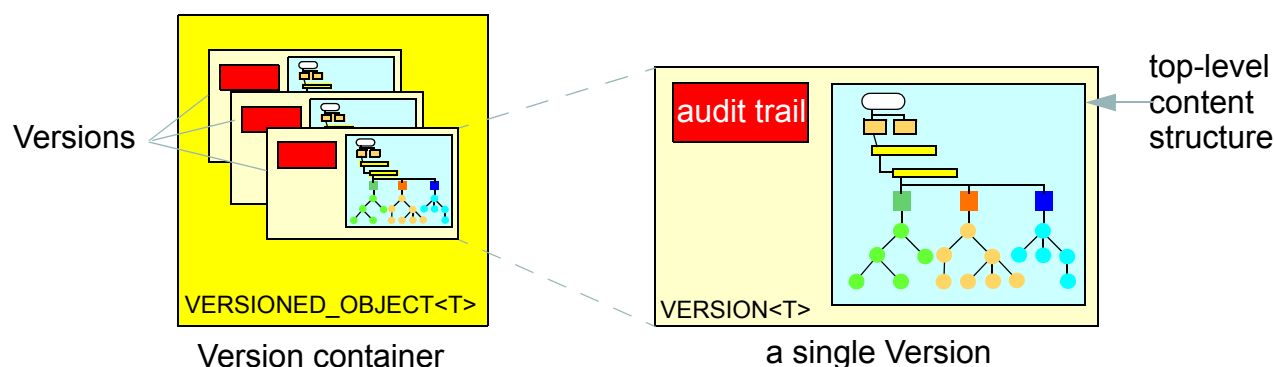 Versions
VERSIONED_OBJECT<T>
Version container
audit trail
VERSION<T>
a single Version
top-level
content
structure